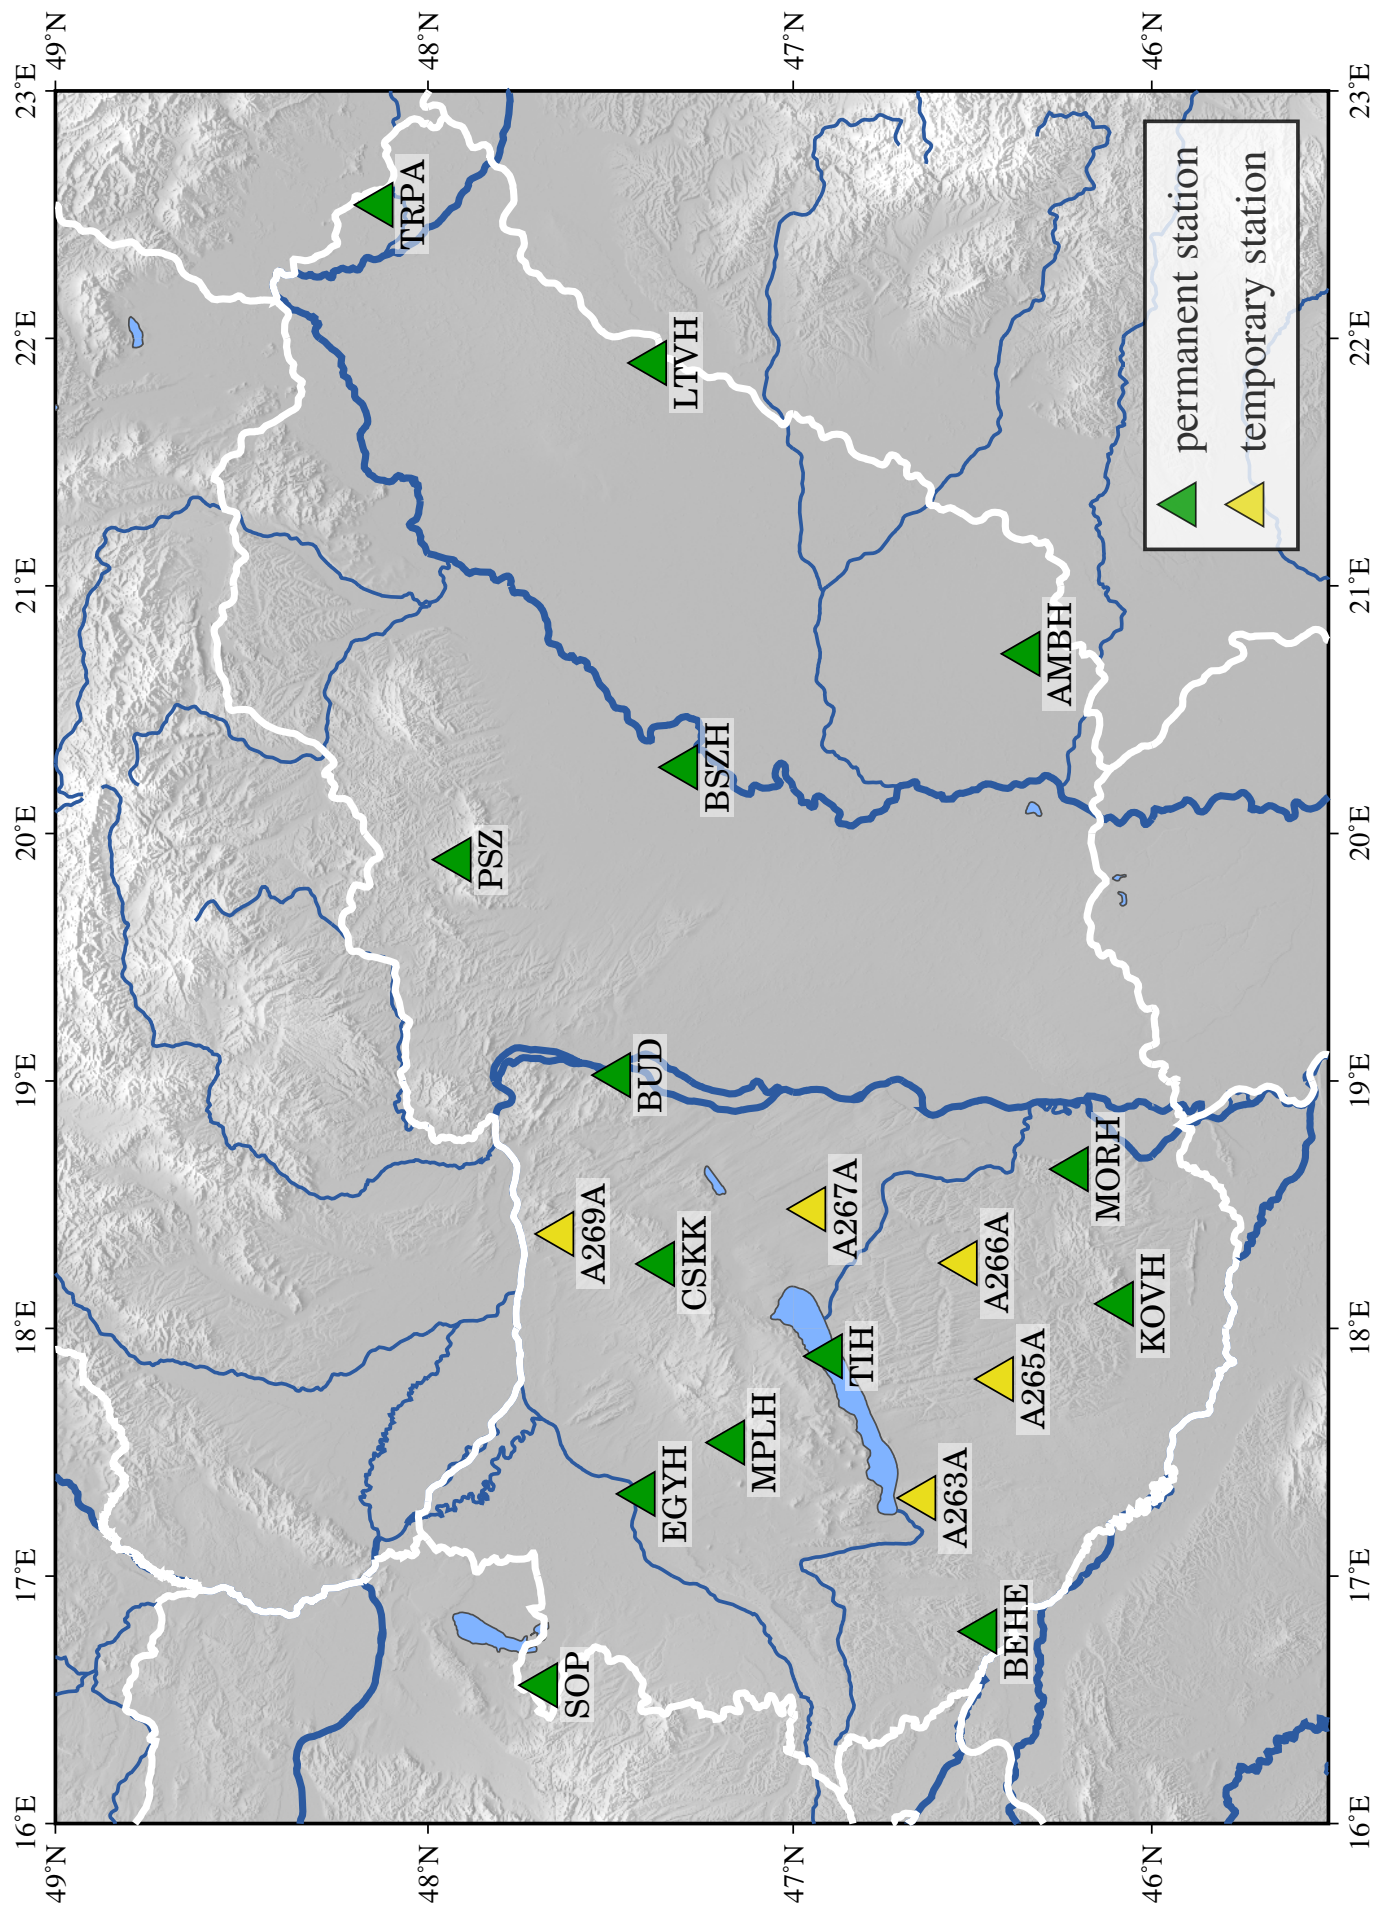 16˚E
17˚E
18˚E
19˚E
20˚E
21˚E
22˚E
23˚E
49˚N
49˚N
48˚N
48˚N
47˚N
47˚N
46˚N
46˚N
TRPA
PSZ
LTVH
BUD
SOP
A269A
EGYH
CSKK
BSZH
MPLH
A267A
TIH
A263A
A266A
A265A
BEHE
AMBH
MORH
KOVH
permanent station
temporary station
16˚E
17˚E
18˚E
19˚E
20˚E
21˚E
22˚E
23˚E